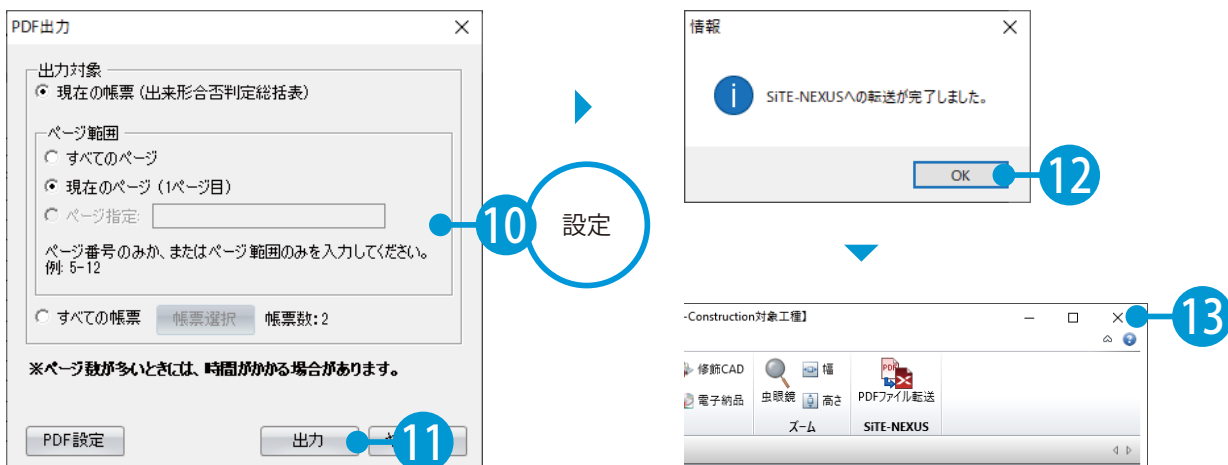 PDF出力
出力対象
現在の帳票 (出来形合否判定総括表)
ページ範囲
すべてのページ
現在のページ (1ページ目)
ページ指定:
ページ番号のみか、またはページ範囲のみを入力してください。
例: 5-12
すべての帳票 帳票選択 帳票数:2
※ページ数が多いときには、時間がかかる場合があります。
PDF設定 出力
10
設定
11
情報
SiTE-NEXUSへの転送が完了しました。
OK
12
-Construction対象工種】
13
修飾CAD 幅
電子納品 虫眼鏡 高さ PDFファイル転送
ズーム SiTE-NEXUS